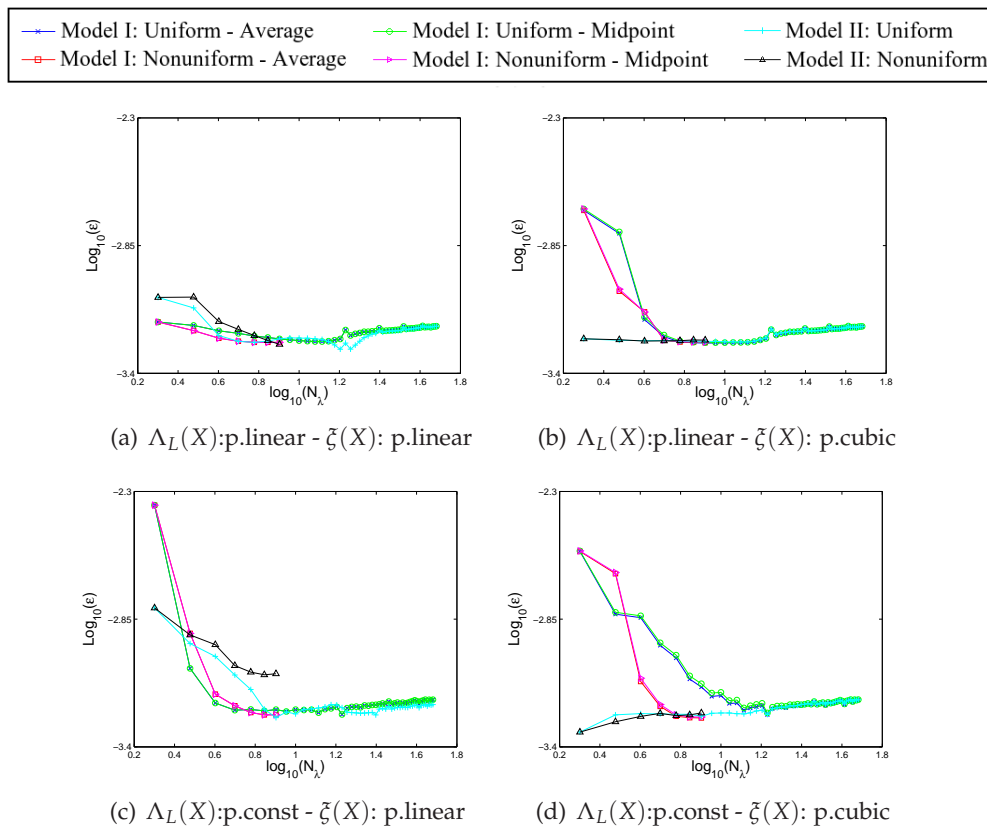 Model I: Uniform - Average
Model I: Uniform - Midpoint
Model II: Uniform
Model I: Nonuniform - Average
Model I: Nonuniform - Midpoint
Model II: Nonuniform
-2.3
-2.85
-3.4
Log10(ε)
0.2 0.4 0.6 0.8 1.0 1.2 1.4 1.6 1.8
log10(Nλ)
(a) ΛL(X):p.linear - ξ(X): p.linear
-2.3
-2.85
-3.4
Log10(ε)
0.2 0.4 0.6 0.8 1.0 1.2 1.4 1.6 1.8
log10(Nλ)
(b) ΛL(X):p.linear - ξ(X): p.cubic
-2.3
-2.85
-3.4
Log10(ε)
0.2 0.4 0.6 0.8 1.0 1.2 1.4 1.6 1.8
log10(Nλ)
(c) ΛL(X):p.const - ξ(X): p.linear
-2.3
-2.85
-3.4
Log10(ε)
0.2 0.4 0.6 0.8 1.0 1.2 1.4 1.6 1.8
log10(Nλ)
(d) ΛL(X):p.const - ξ(X): p.cubic